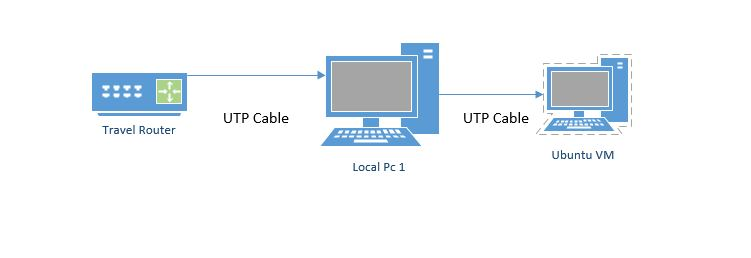 UTP Cable
UTP Cable
Travel Router
Local Pc 1
Ubuntu VM